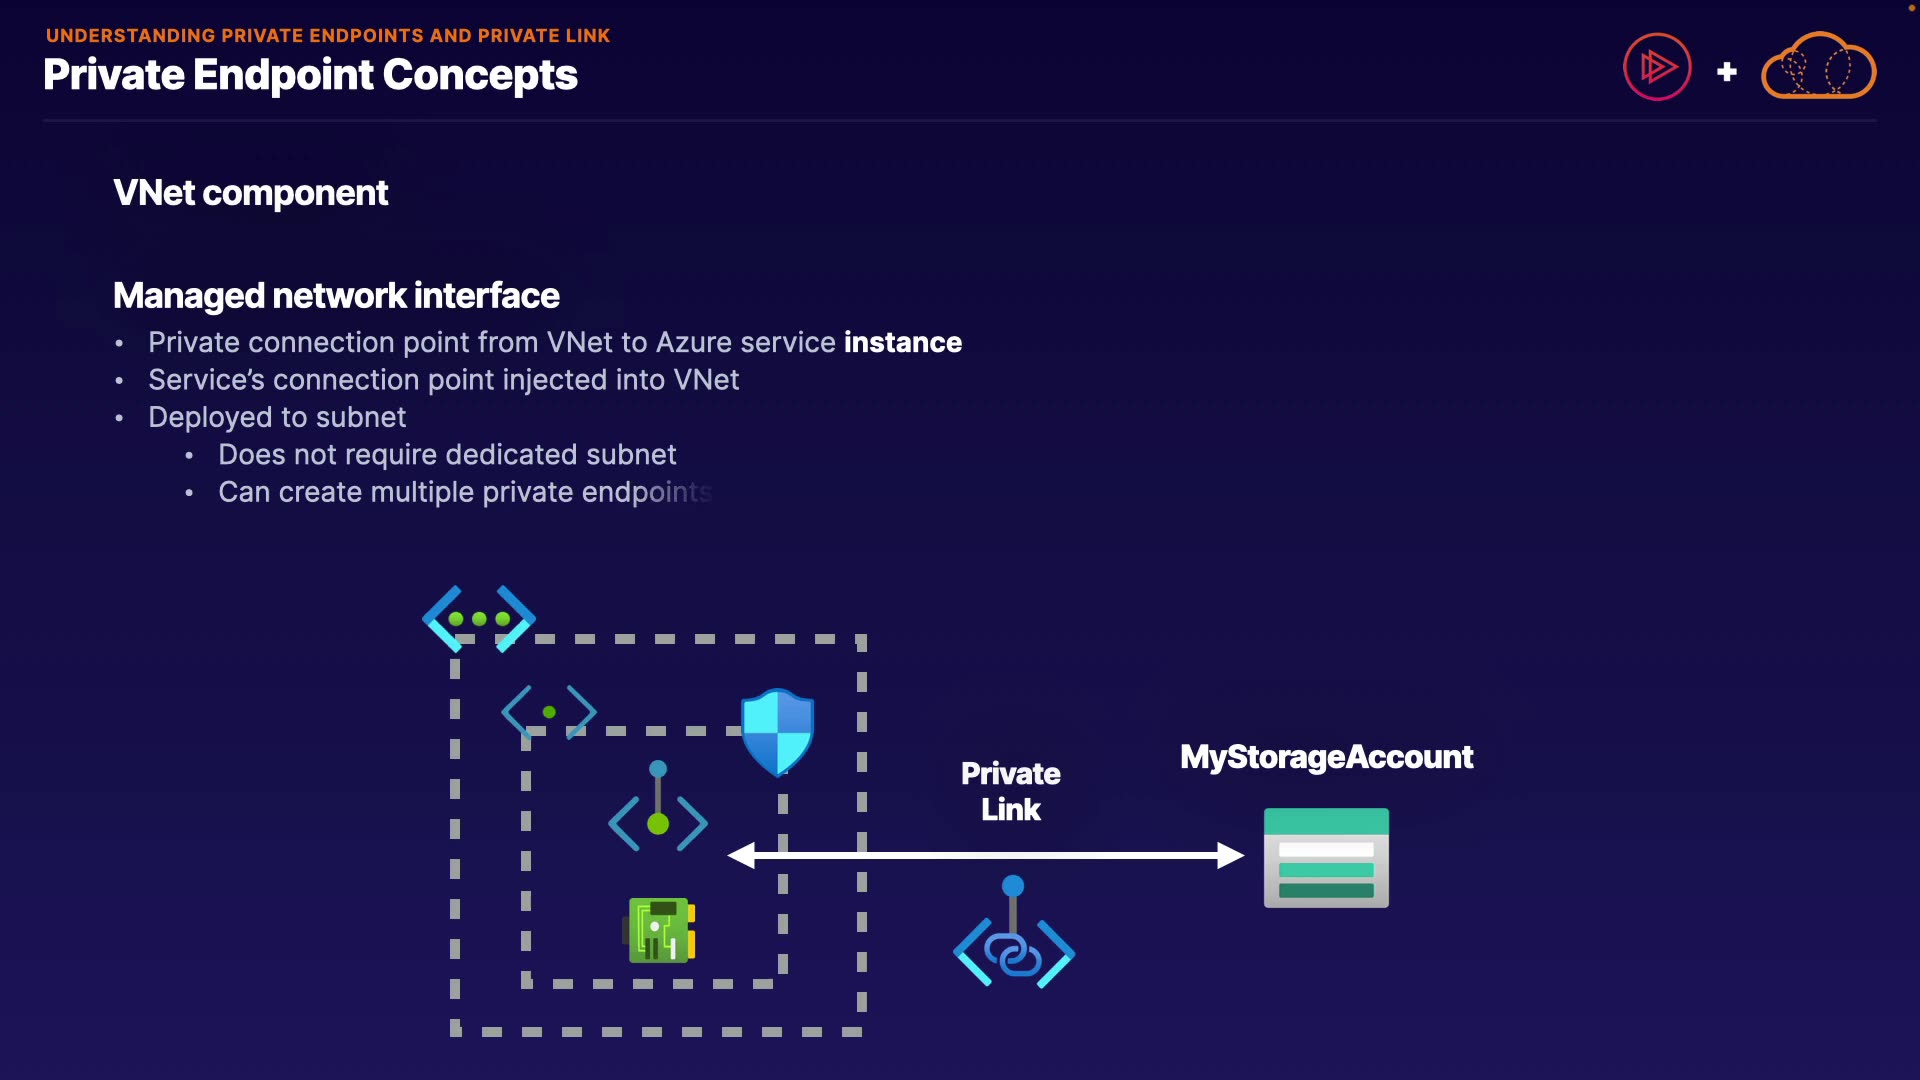 UNDERSTANDING PRIVATE ENDPOINTS AND PRIVATE LINK
Private Endpoint Concepts
VNet component
Managed network interface
• Private connection point from VNet to Azure service instance
• Service’s connection point injected into VNet
• Deployed to subnet
• Does not require dedicated subnet
• Can create multiple private endpoints
Private
Link
MyStorageAccount